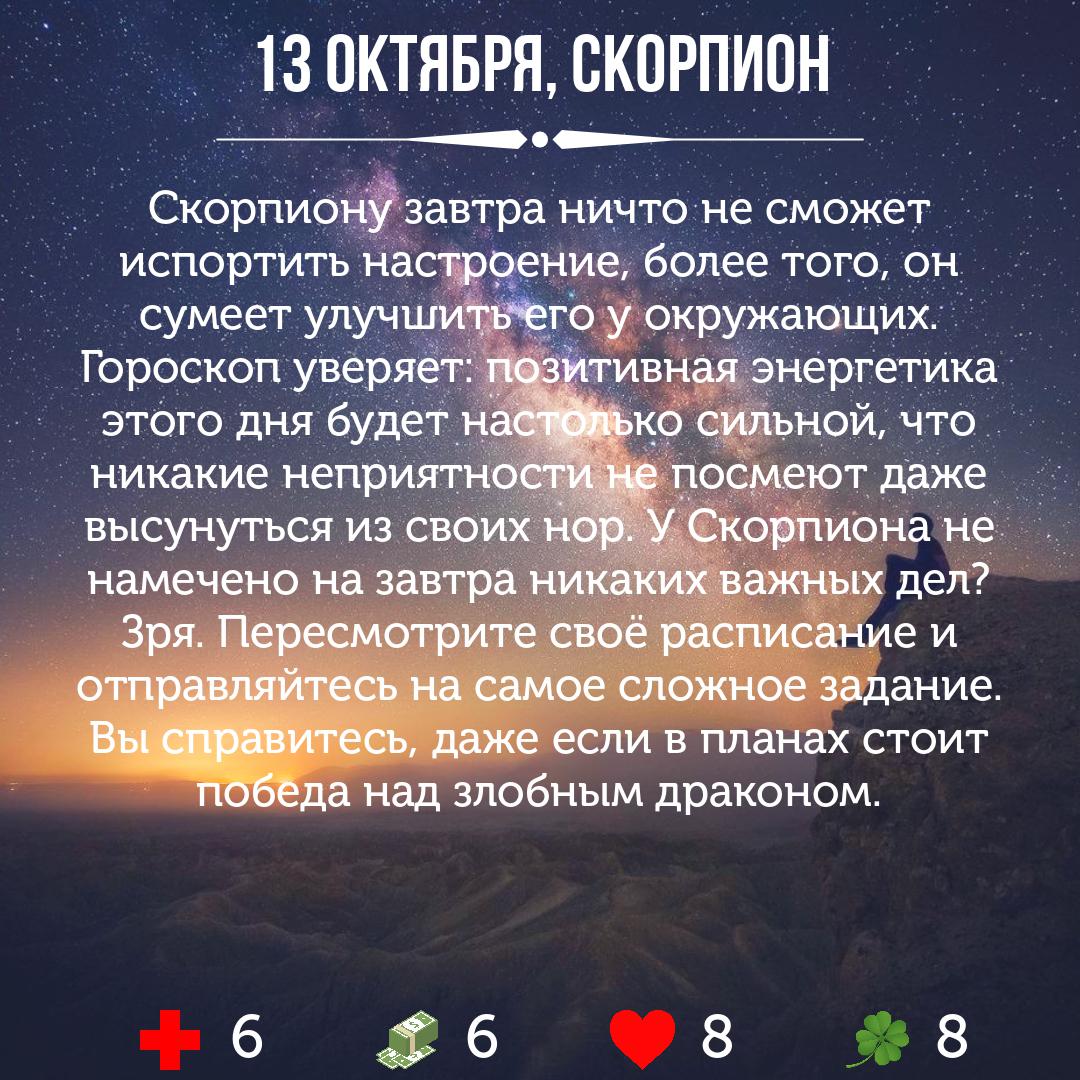 13 ОКТЯБРЯ, СКОРПИОН
Скорпиону завтра ничто не сможет
испортить настроение, более того, он
сумеет улучшить его у окружающих.
Гороскоп уверяет: позитивная энергетика
этого дня будет настолько сильной, что
никакие неприятности не посмеют даже
высунуться из своих нор. У Скорпиона не
намечено на завтра никаких важных дел?
Зря. Пересмотрите своё расписание и
отправляйтесь на самое сложное задание.
Вы справитесь, даже если в планах стоит
победа над злобным драконом.
6 6 8 8